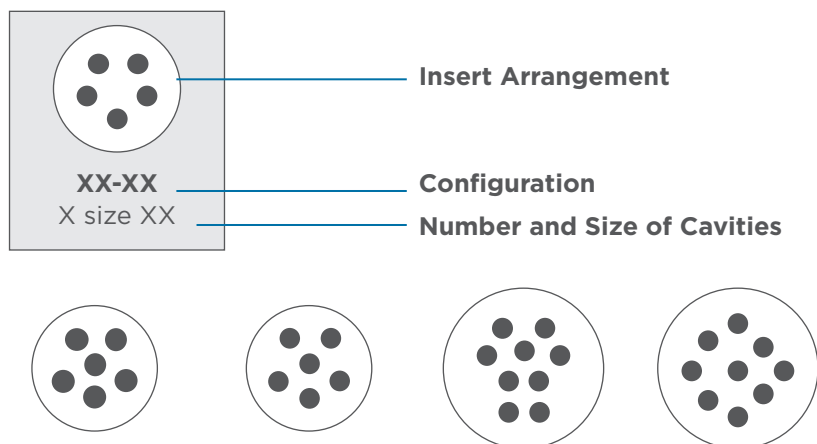 Insert Arrangement
XX-XX
Configuration
X size XX
Number and Size of Cavities